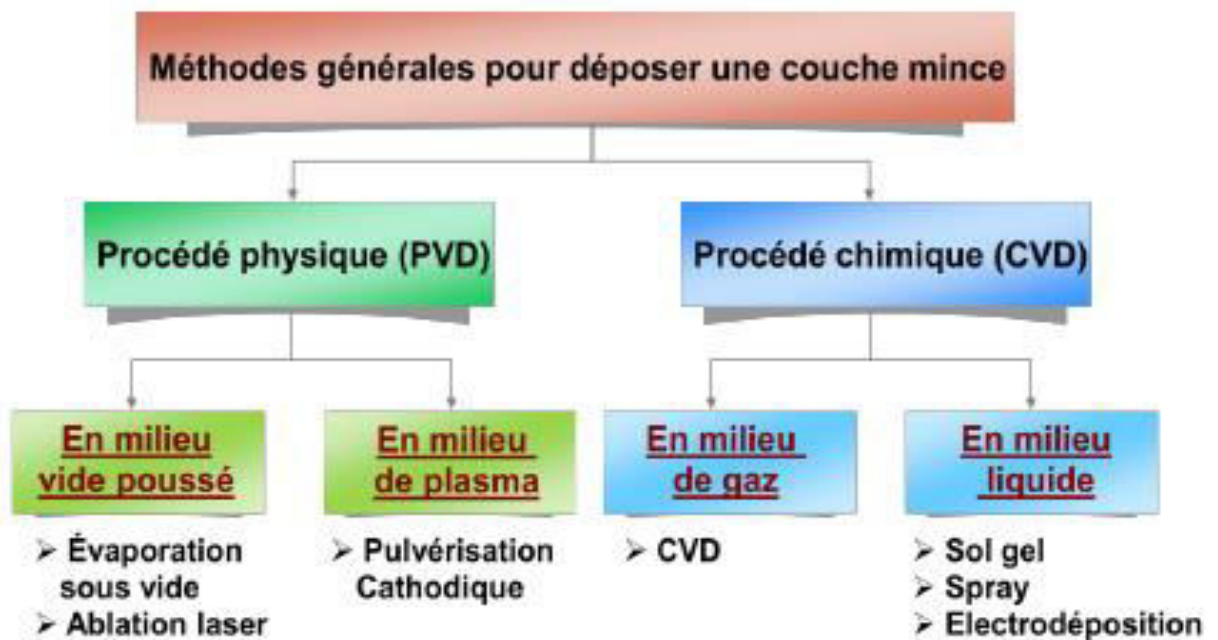 Méthodes générales pour déposer une couche mince
Procédé physique (PVD)
Procédé chimique (CVD)
En milieu
vide poussé
➢ Évaporation
sous vide
➢ Ablation laser
En milieu
de plasma
➢ Pulvérisation
Cathodique
En milieu
de gaz
➢ CVD
En milieu
liquide
➢ Sol gel
➢ Spray
➢ Electrodéposition